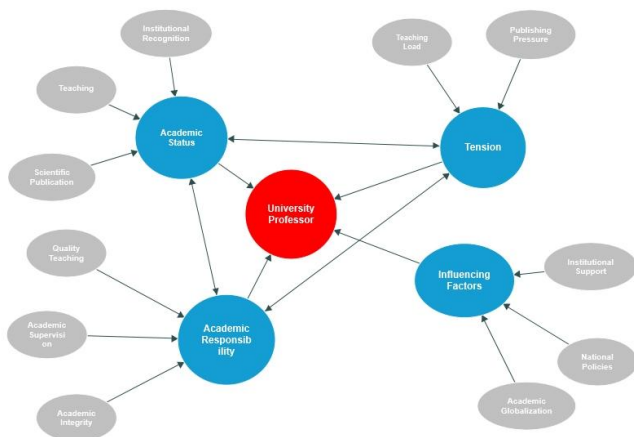 Institutional
Recognition
Teaching
Load
Publishing
Pressure
Teaching
Academic
Status
Tension
Scientific
Publication
University
Professor
Quality
Teaching
Influencing
Factors
Institutional
Support
Academic
Supervisi
on
Academic
Responsib
ility
National
Policies
Academic
Integrity
Academic
Globalization